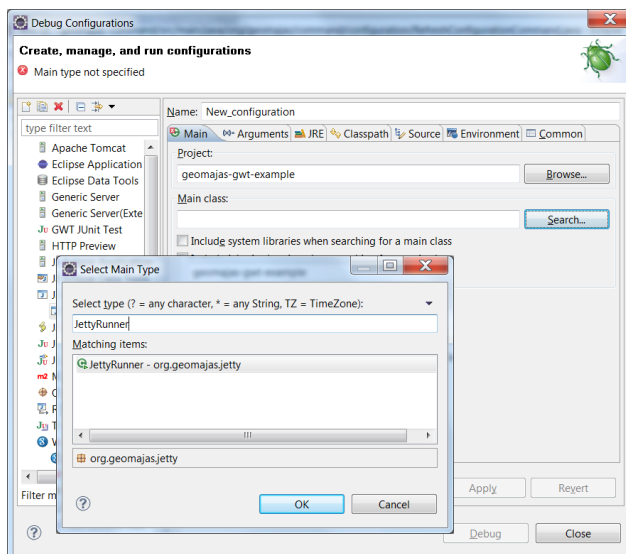 Debug Configurations
Create, manage, and run configurations
Main type not specified
Name: New_configuration
type filter text
Main Arguments JRE Classpath Source Environment Common
Apache Tomcat
Eclipse Application
Eclipse Data Tools
Generic Server
Generic Server(Exte
GWT JUnit Test
HTTP Preview
Project:
geomajas-gwt-example
Browse...
Main class:
Search...
Include system libraries when searching for a main class
geomajas-gwt-example
Select Main Type
Select type (? = any character, * = any String, TZ = TimeZone):
JettyRunner
Matching items:
JettyRunner - org.geomajas.jetty
org.geomajas.jetty
OK
Cancel
Filter m
Apply
Revert
Debug
Close